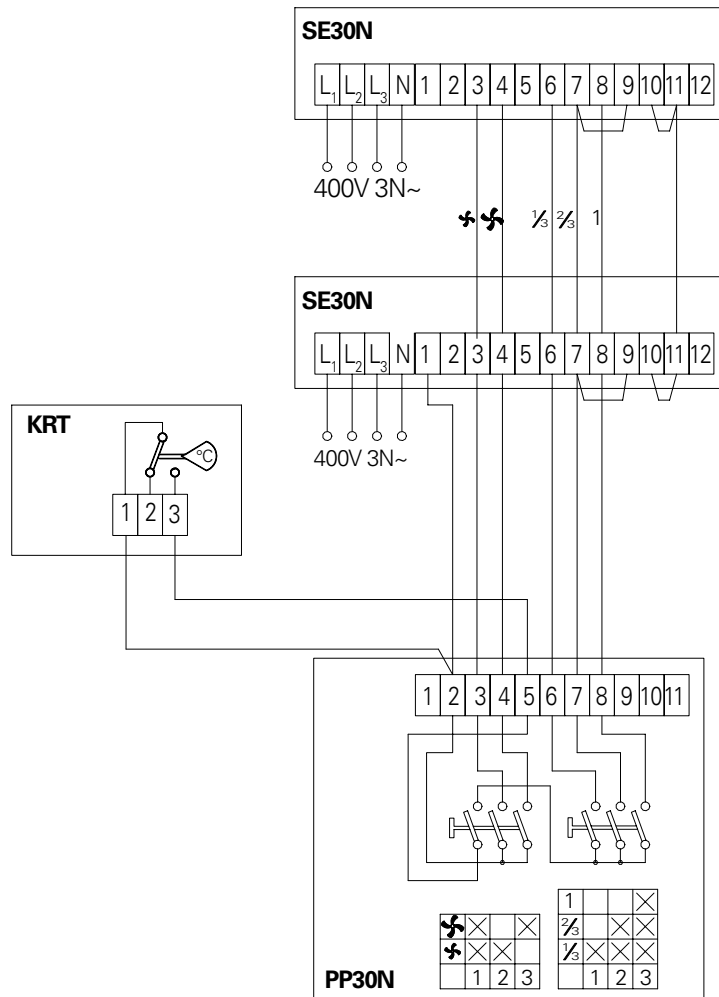 SE30N
L1 L2 L3 N 1 2 3 4 5 6 7 8 9 10 11 12
400V 3N~
⅓ ⅔ 1
SE30N
L1 L2 L3 N 1 2 3 4 5 6 7 8 9 10 11 12
400V 3N~
KRT
°C
1 2 3
1 2 3 4 5 6 7 8 9 10 11
1
⅔
⅓
1 2 3
1 2 3
PP30N